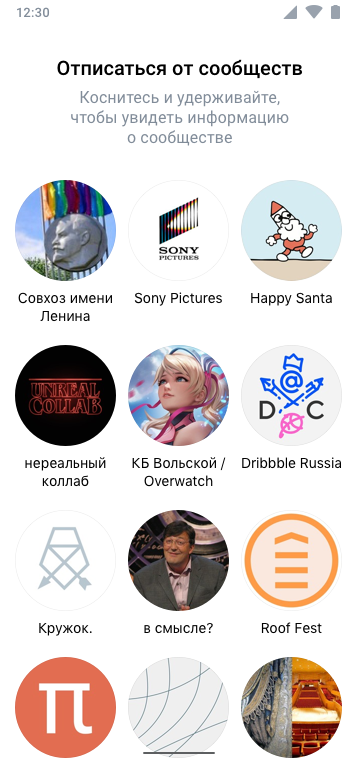 12:30
Отписаться от сообществ
Коснитесь и удерживайте,
чтобы увидеть информацию
о сообществе
SONY
PICTURES
Совхоз имени
Ленина
Sony Pictures
Happy Santa
UNREAL
COLLAB
@
D C
нереальный
коллаб
КБ Вольской /
Overwatch
Dribbble Russia
Кружок.
в смысле?
Roof Fest
π